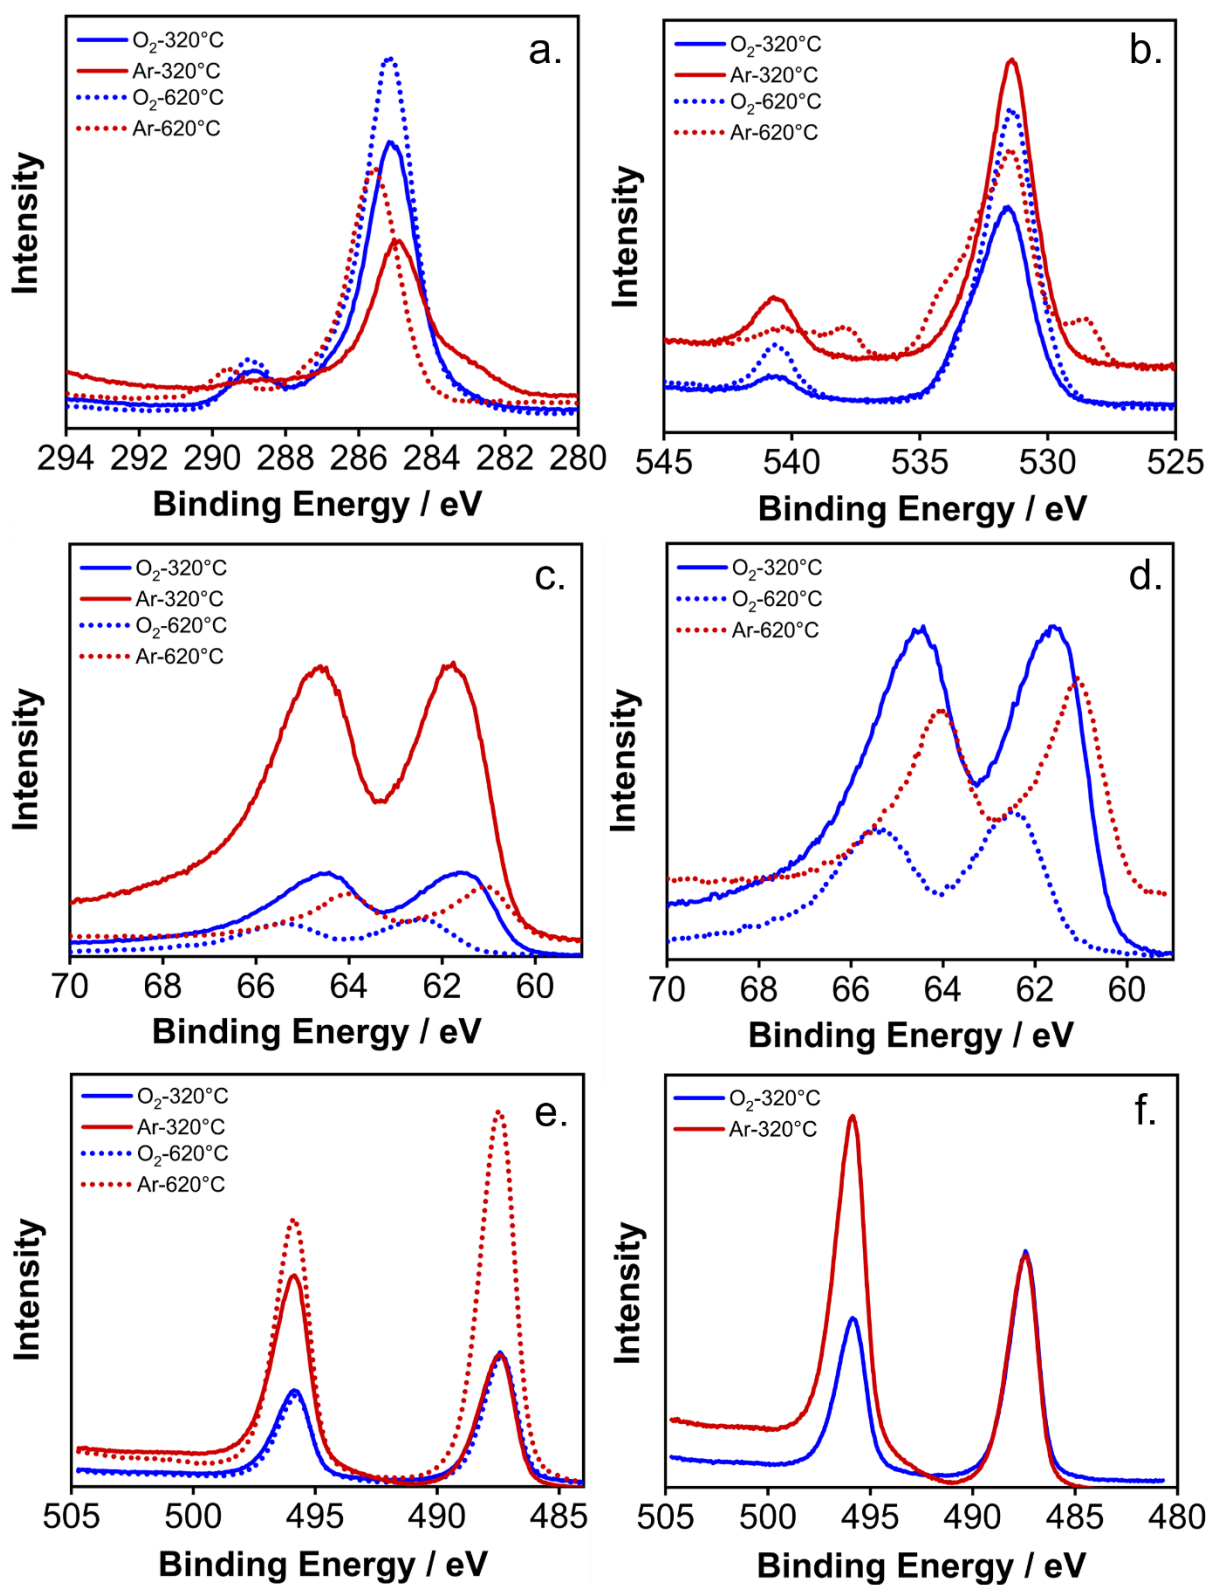 a.
O₂-320°C
Ar-320°C
O₂-620°C
Ar-620°C
Intensity
294 292 290 288 286 284 282 280
Binding Energy / eV
b.
O₂-320°C
Ar-320°C
O₂-620°C
Ar-620°C
Intensity
545 540 535 530 525
Binding Energy / eV
c.
O₂-320°C
Ar-320°C
O₂-620°C
Ar-620°C
Intensity
70 68 66 64 62 60
Binding Energy / eV
d.
O₂-320°C
O₂-620°C
Ar-620°C
Intensity
70 68 66 64 62 60
Binding Energy / eV
e.
O₂-320°C
Ar-320°C
O₂-620°C
Ar-620°C
Intensity
505 500 495 490 485
Binding Energy / eV
f.
O₂-320°C
Ar-320°C
Intensity
505 500 495 490 485 480
Binding Energy / eV